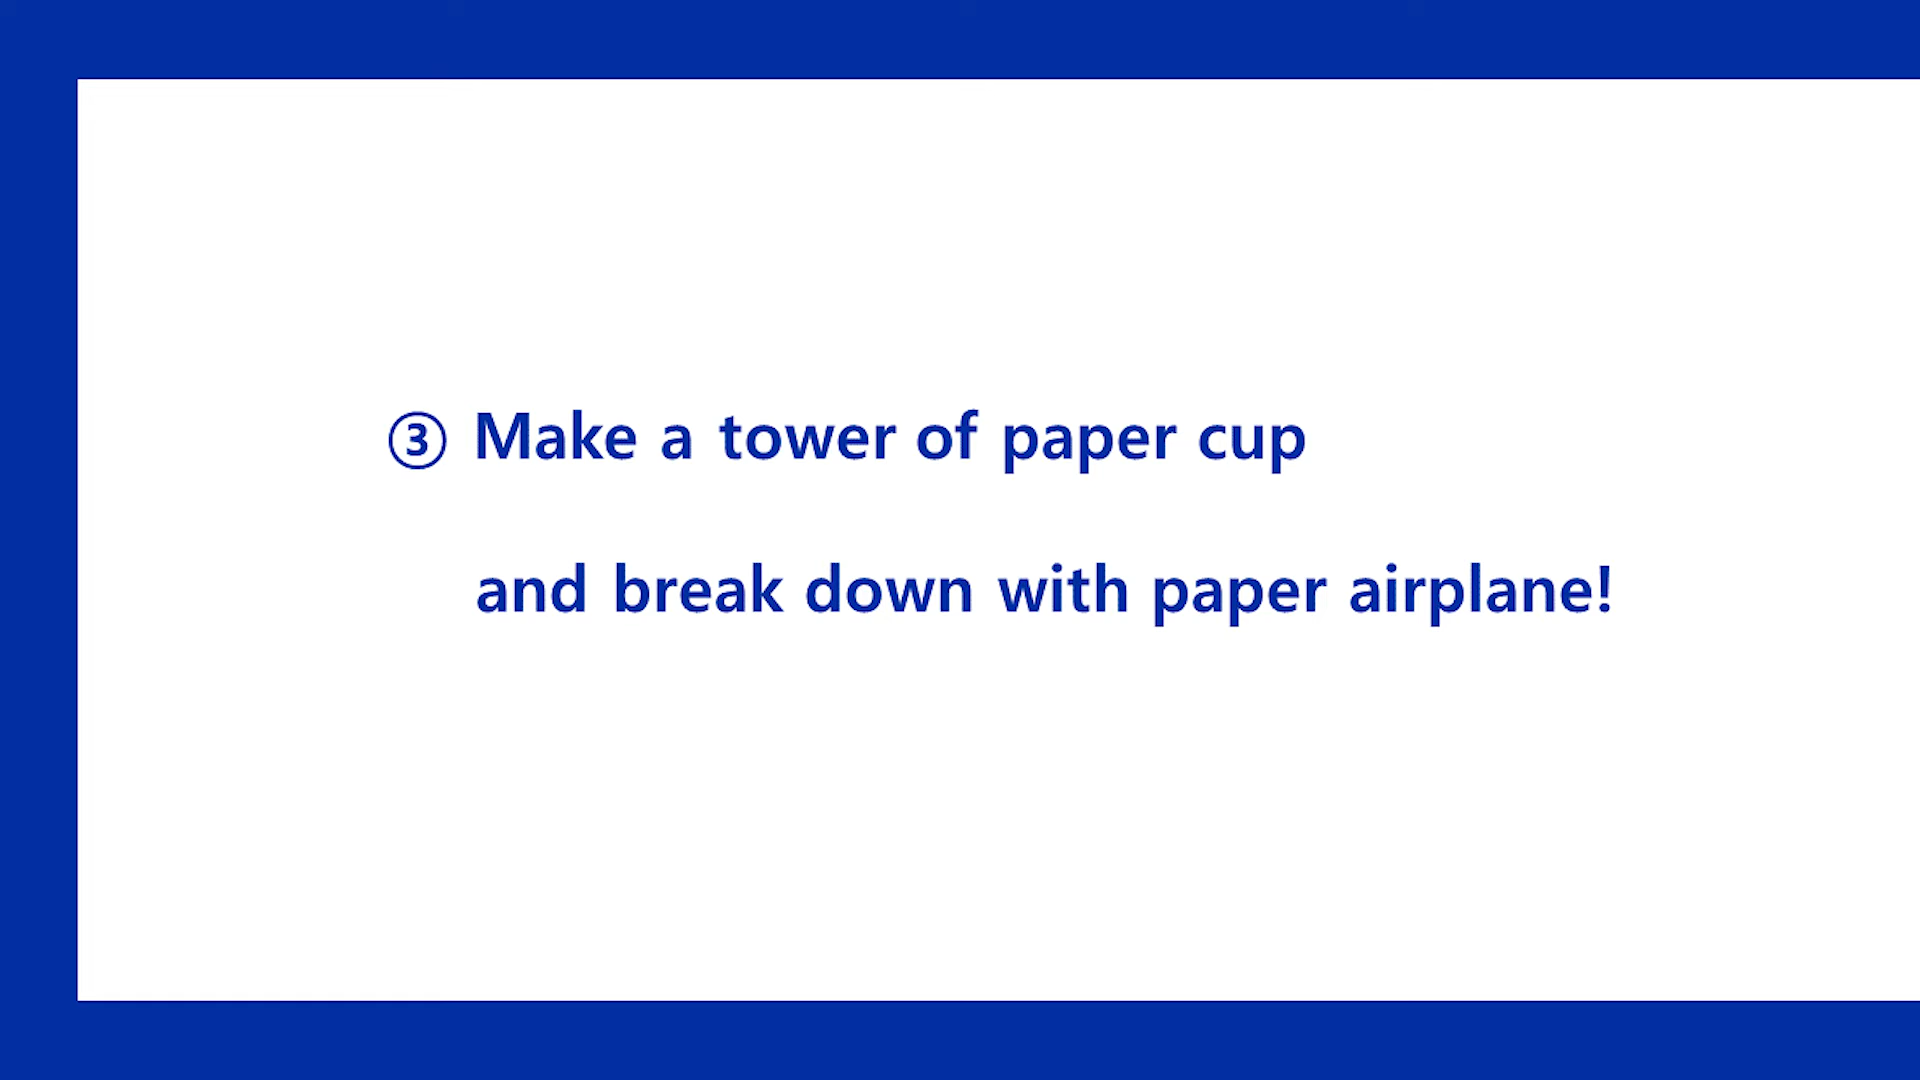 ③ Make a tower of paper cup
and break down with paper airplane!